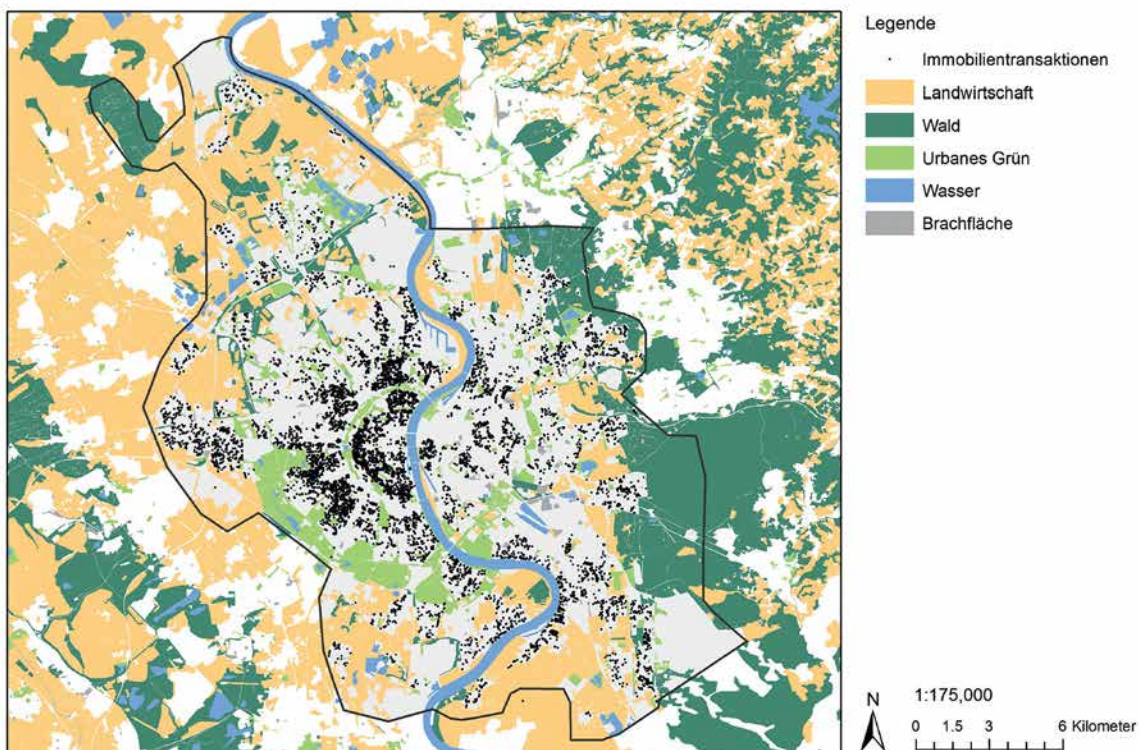 Legende
Immobilientransaktionen
Landwirtschaft
Wald
Urbanes Grün
Wasser
Brachfläche
N
1:175,000
0 1.5 3 6 Kilometer